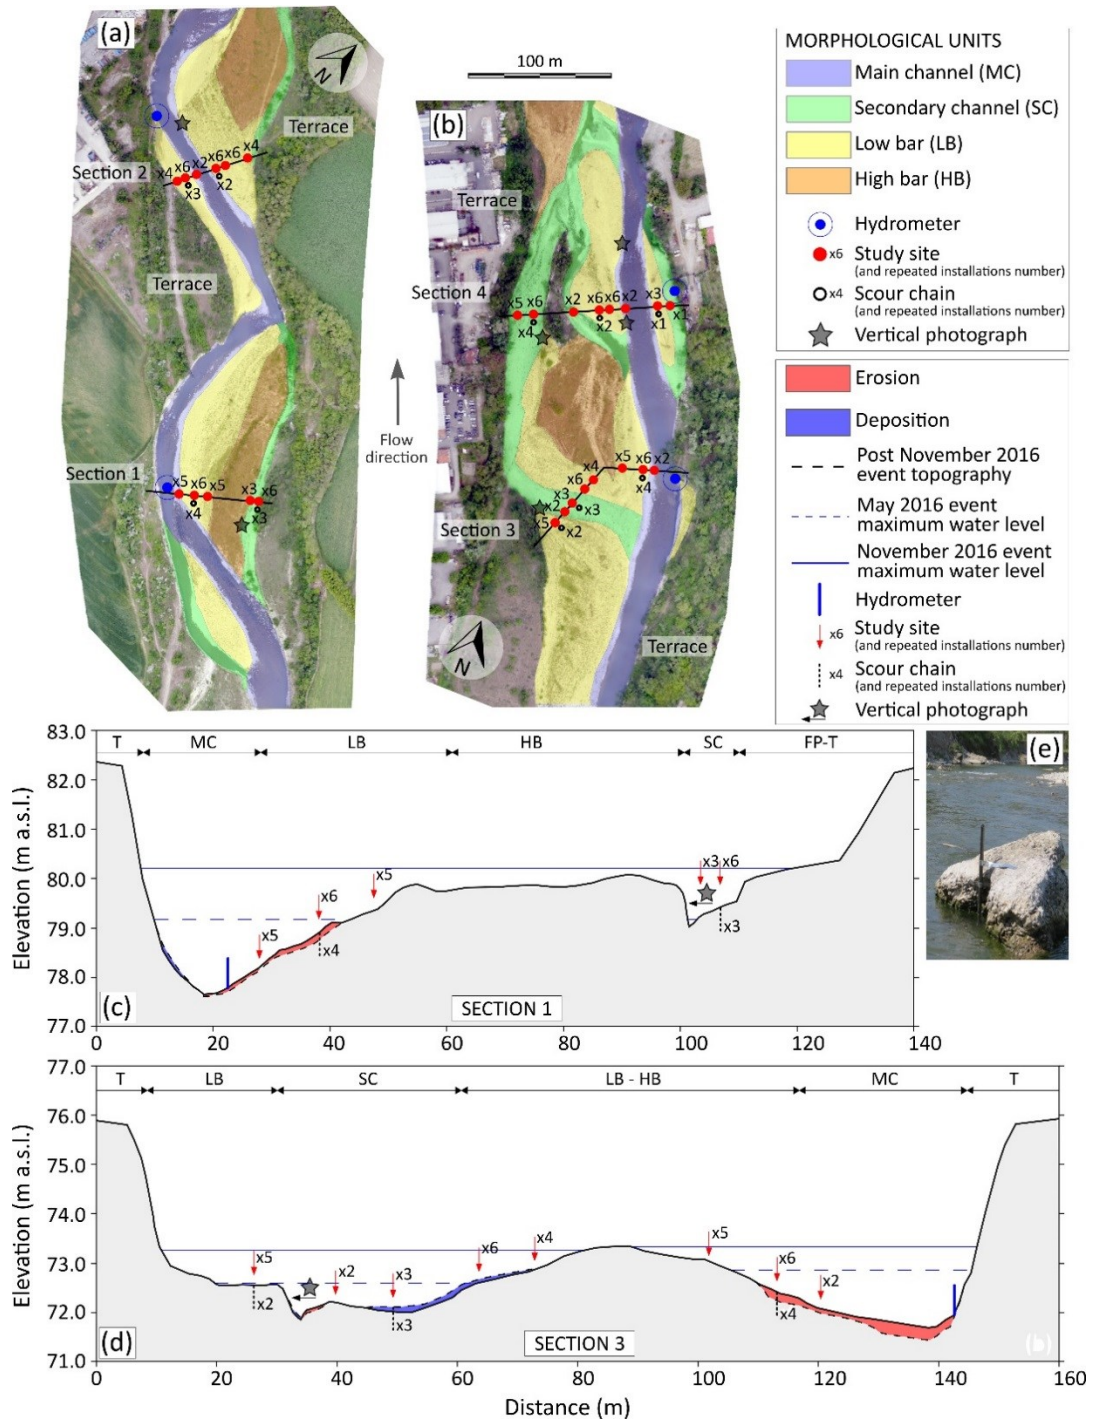 (a)
N
Terrace
x4
x6
x6
x2
x6
x4
Section 2
x3
x2
Terrace
Section 1
x5
x6
x5
x3
x6
x4
x3
100 m
(b)
Terrace
Section 4
x5
x6
x2
x6
x6
x2
x3
x4
x2
x1
x1
Flow
direction
x5
x6
x2
x4
x6
x3
x2
x5
x4
x3
x2
Section 3
N
Terrace
MORPHOLOGICAL UNITS
Main channel (MC)
Secondary channel (SC)
Low bar (LB)
High bar (HB)
Hydrometer
x6 Study site
(and repeated installations number)
x4 Scour chain
(and repeated installations number)
Vertical photograph
Erosion
Deposition
Post November 2016
event topography
May 2016 event
maximum water level
November 2016 event
maximum water level
Hydrometer
x6 Study site
(and repeated installations number)
x4 Scour chain
(and repeated installations number)
Vertical photograph
83.0
82.0
81.0
80.0
79.0
78.0
77.0
Elevation (m a.s.l.)
T MC LB HB SC FP-T
x5
x6
x5
x4
x3 x6
x3
(c)
SECTION 1
0 20 40 60 80 100 120 140
(e)
77.0
76.0
75.0
74.0
73.0
72.0
71.0
Elevation (m a.s.l.)
T LB SC LB - HB MC T
x5
x2
x2
x3
x3
x6
x4
x5
x6
x4
x2
(d)
SECTION 3
(b)
0 20 40 60 80 100 120 140 160
Distance (m)